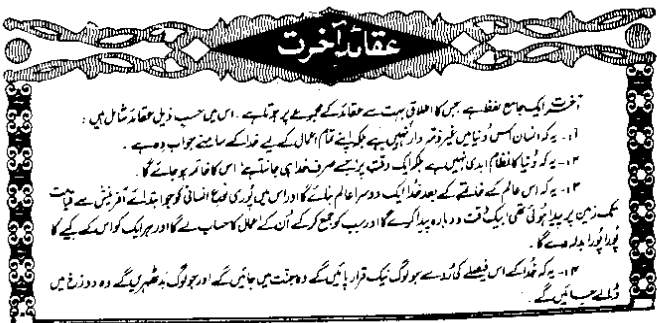 عقائدِ آخرت
آخرت ایک جامع لفظ ہے جس کا اطلاق بہت سے عقائد کے مجموعے پر ہوتا ہے۔ اس میں حسب ذیل عقائد شامل ہیں:
۱۔ یہ کہ انسان اس دُنیا میں غیر ذمہ دار نہیں ہے بلکہ اپنے تمام اعمال کے لیے خدا کے سامنے جواب دہ ہے۔
۲۔ یہ کہ دُنیا کا نظام ابدی نہیں ہے بلکہ ایک وقت پر جسے صرف خدا ہی جانتا ہے اس کا خاتمہ ہو جائے گا۔
۳۔ یہ کہ اس عالم کے خاتمے کے بعد خدا ایک دوسرا عالم بنائے گا اور اس میں پوری نوع انسانی کو جو ابتدائے آفرینش سے قیامت
تک زمین پر پیدا ہوئی تھی بیک وقت دوبارہ پیدا کرے گا اور سب کو جمع کر کے اُن کے اعمال کا حساب لے گا اور ہر ایک کو اس کے کیے کا
پورا پورا بدلہ دے گا۔
۴۔ یہ کہ خدا کے اس فیصلے کی رُو سے جو لوگ نیک قرار پائیں گے وہ جنت میں جائیں گے اور جو لوگ بد ٹھہریں گے وہ دوزخ میں
ڈالے جائیں گے۔